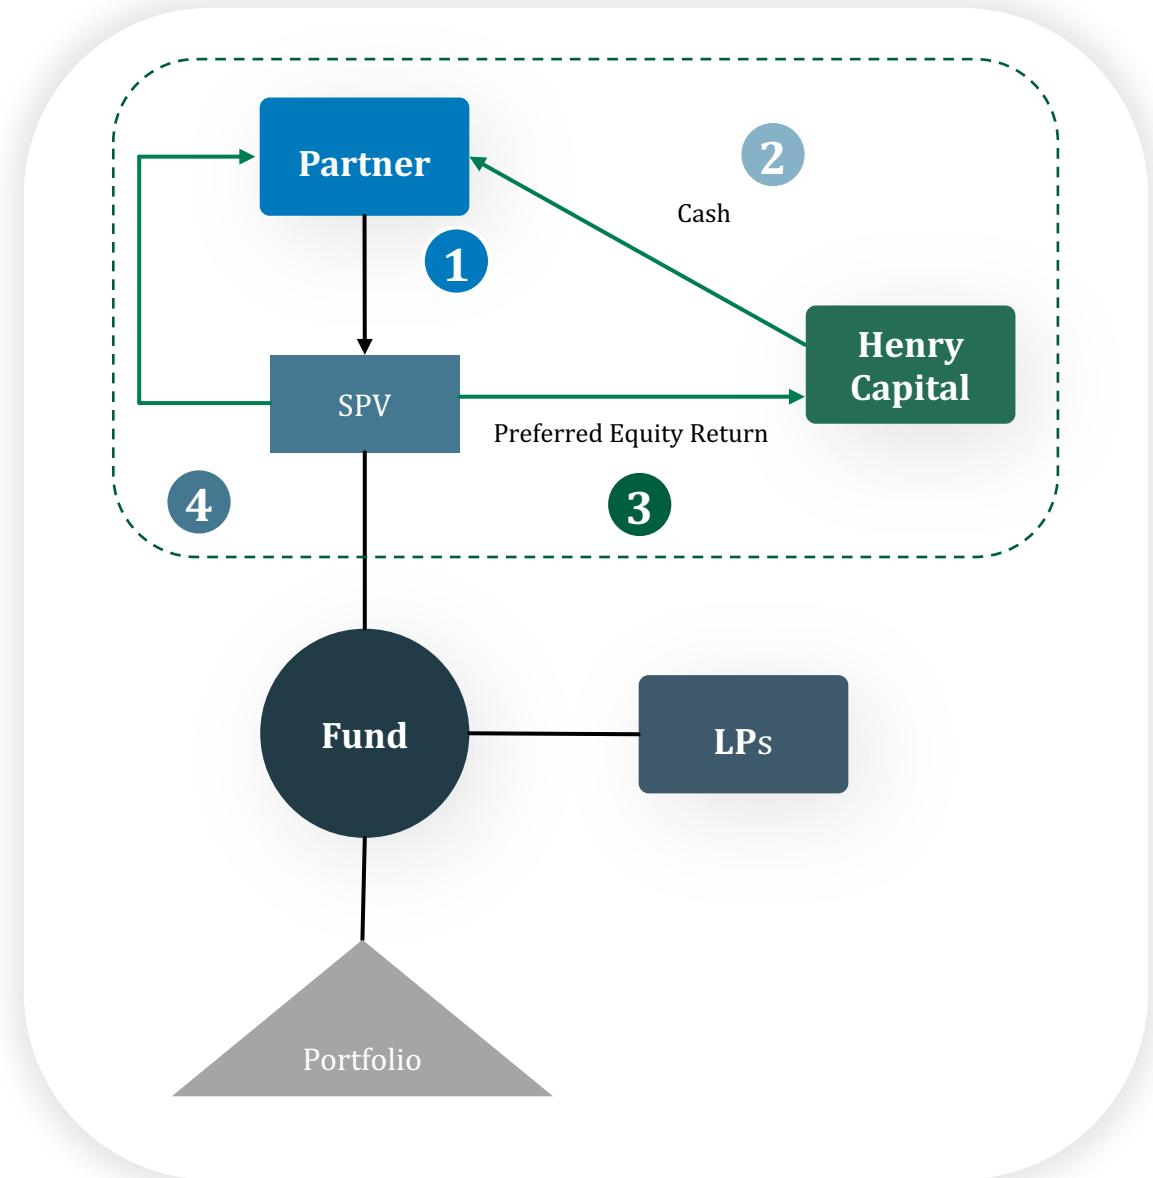 Partner
2
Cash
1
Henry
Capital
SPV
Preferred Equity Return
4
3
Fund
LPs
Portfolio